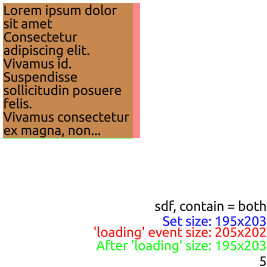 Lorem ipsum dolor
sit amet
Consectetur
adipiscing elit.
Vivamus id.
Suspendisse
sollicitudin posuere
felis.
Vivamus consectetur
ex magna, non...
sdf, contain = both
Set size: 195x203
'loading' event size: 205x202
After 'loading' size: 195x203
5